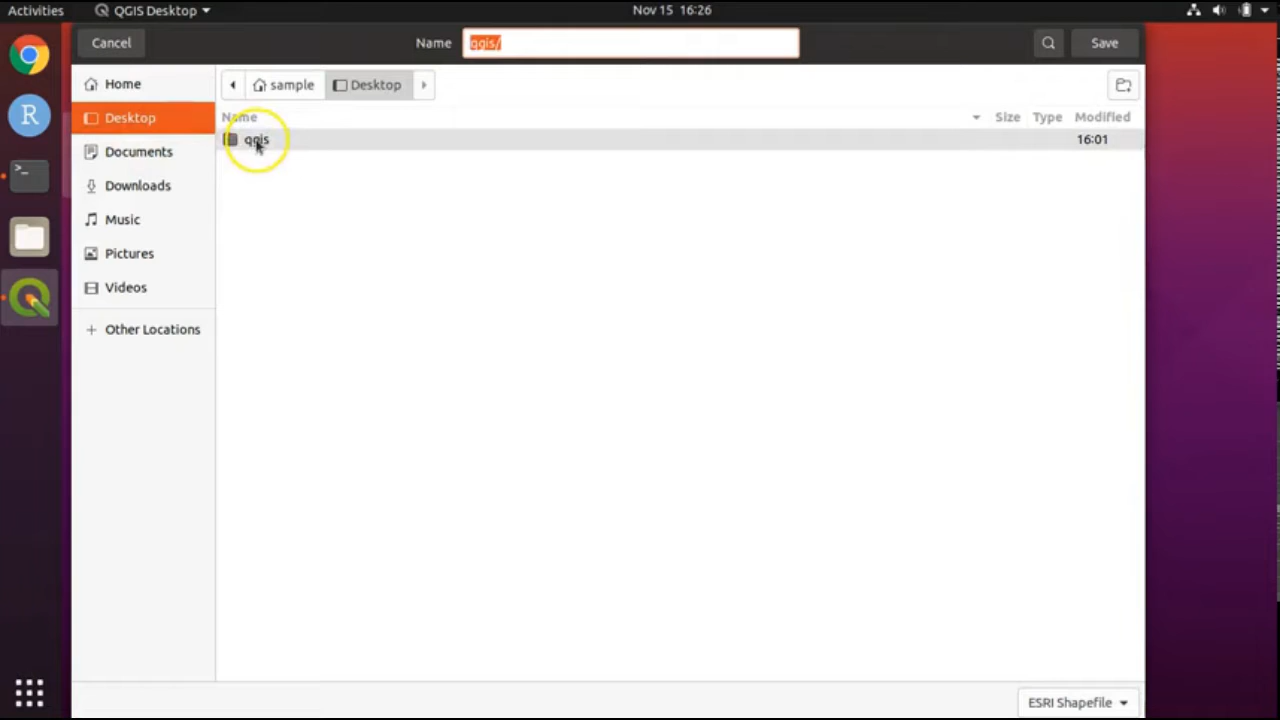 Activities QGIS Desktop Nov 15 16:26
Cancel Name qgis/ Save
Home sample Desktop
Desktop Name Size Type Modified
qgis 16:01
Documents
Downloads
Music
Pictures
Videos
+ Other Locations
ESRI Shapefile